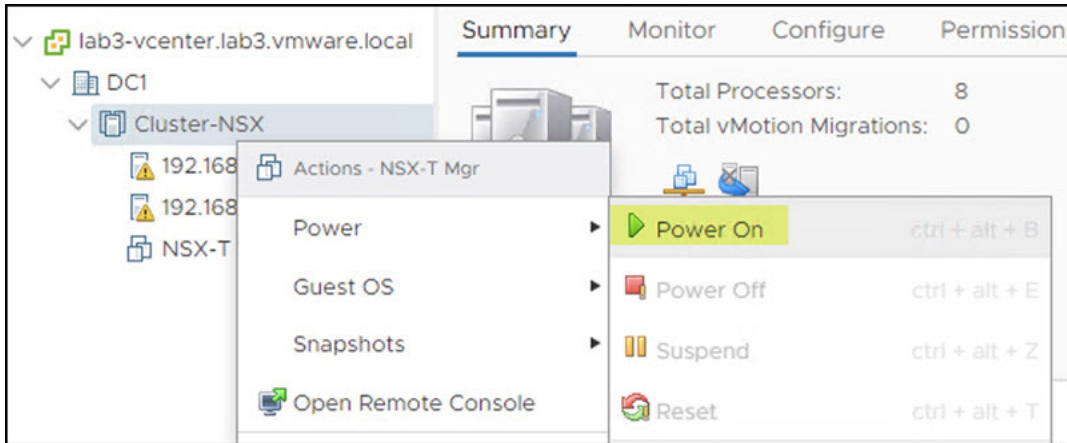 lab3-vcenter.lab3.vmware.local
DC1
Cluster-NSX
192.168
192.168
NSX-T
Summary Monitor Configure Permission
Total Processors: 8
Total vMotion Migrations: 0
Actions - NSX-T Mgr
Power
Guest OS
Snapshots
Open Remote Console
Power On ctrl + alt + B
Power Off ctrl + alt + E
Suspend ctrl + alt + Z
Reset ctrl + alt + T